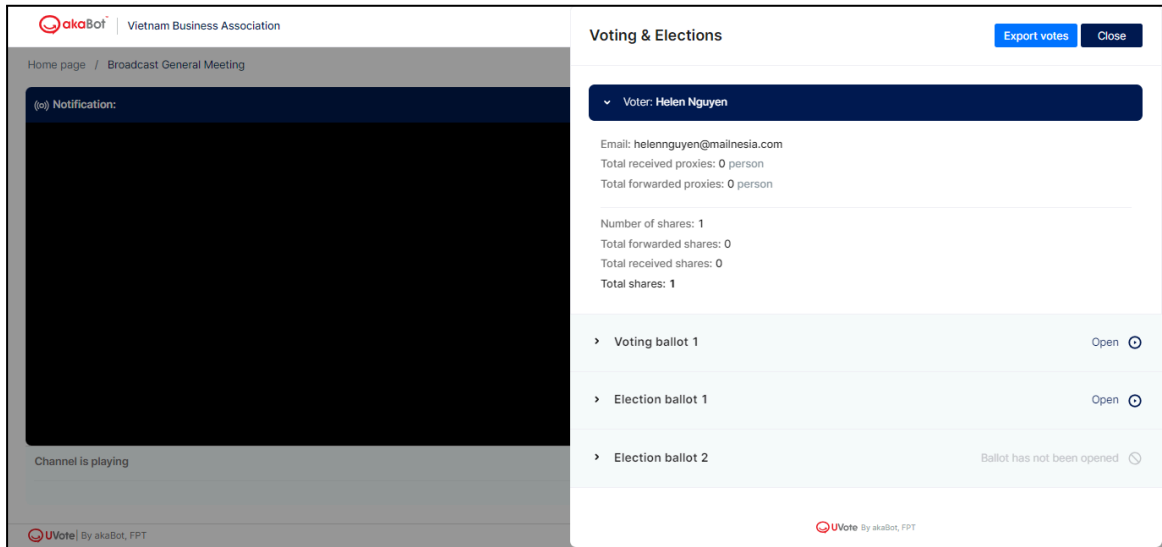 akaBot Vietnam Business Association
Home page / Broadcast General Meeting
Notification:
Channel is playing
UVote| By akaBot, FPT
Voting & Elections
Export votes
Close
Voter: Helen Nguyen
Email: helennguyen@mailnesia.com
Total received proxies: 0 person
Total forwarded proxies: 0 person
Number of shares: 1
Total forwarded shares: 0
Total received shares: 0
Total shares: 1
Voting ballot 1 Open
Election ballot 1 Open
Election ballot 2 Ballot has not been opened
UVote By akaBot, FPT